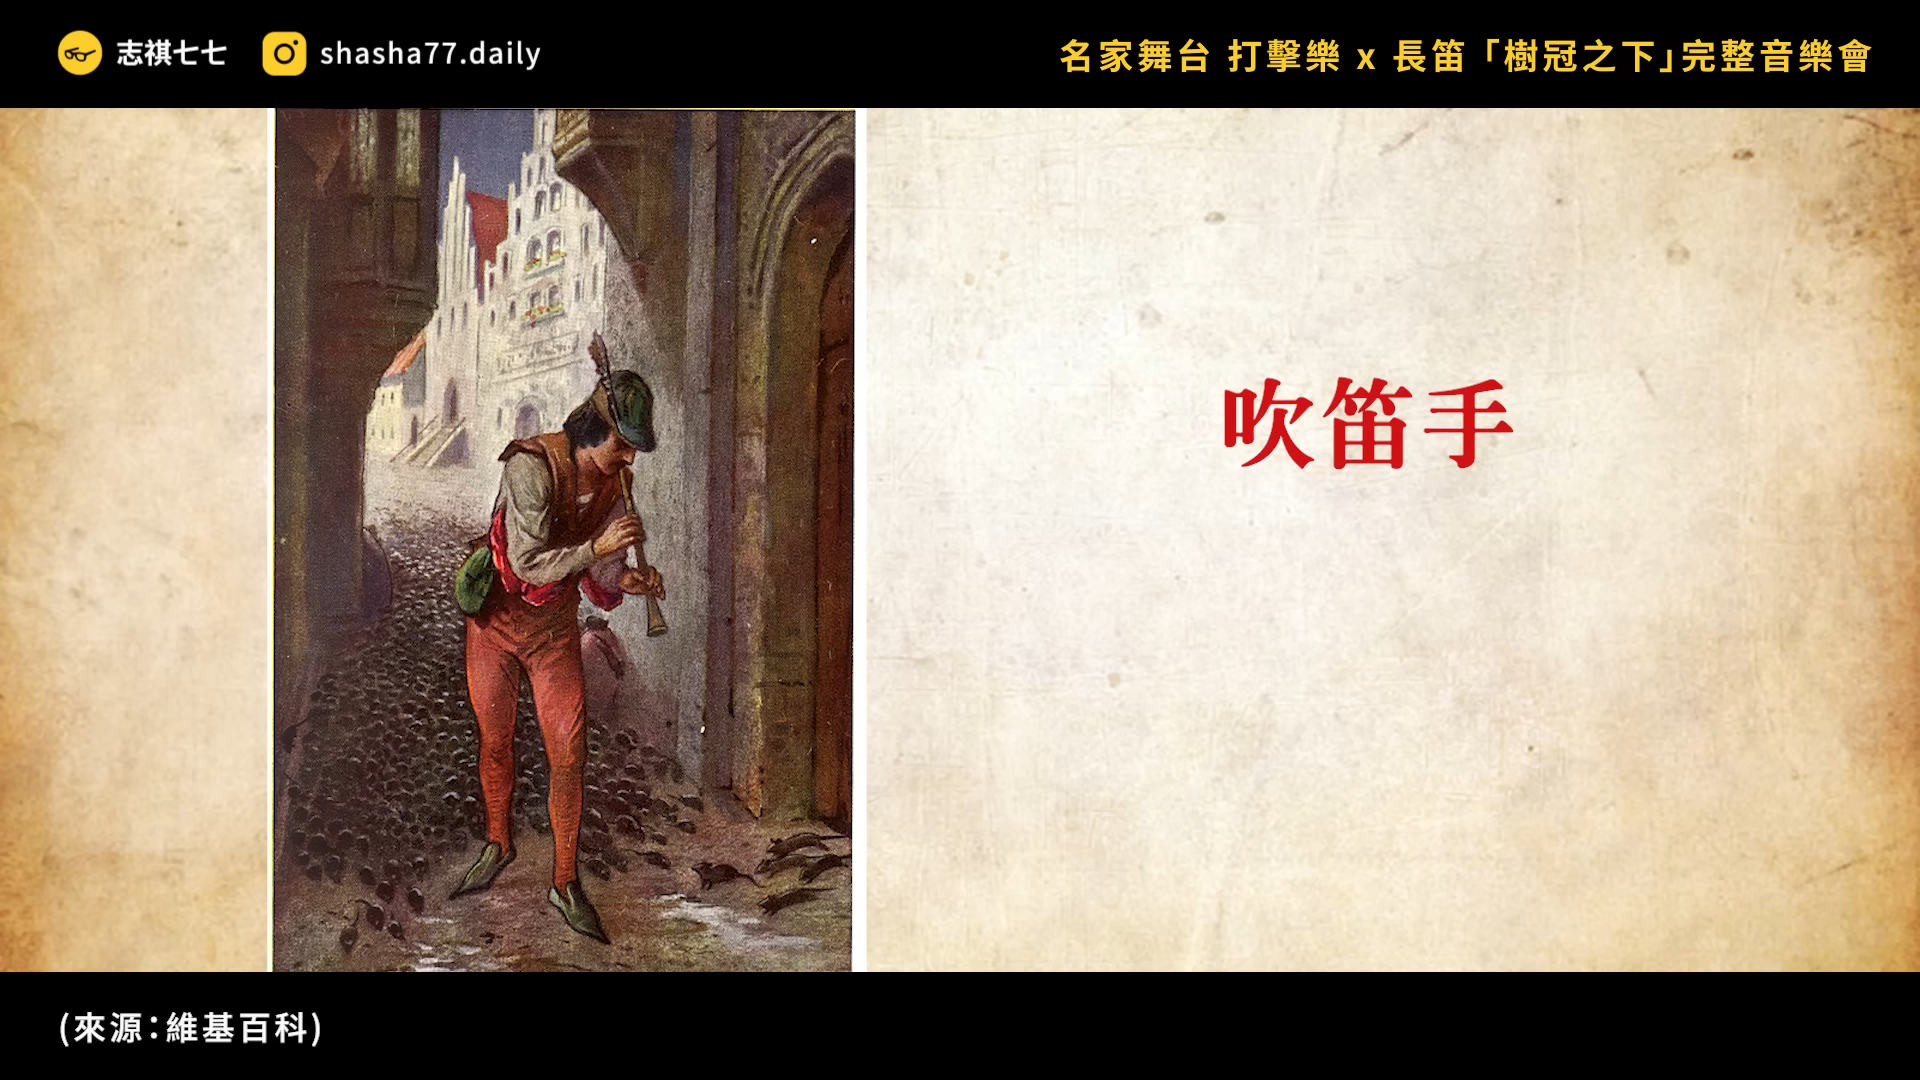 志祺七七
shasha77.daily
名家舞台 打擊樂 x 長笛「樹冠之下」完整音樂會
吹笛手
(來源:維基百科)